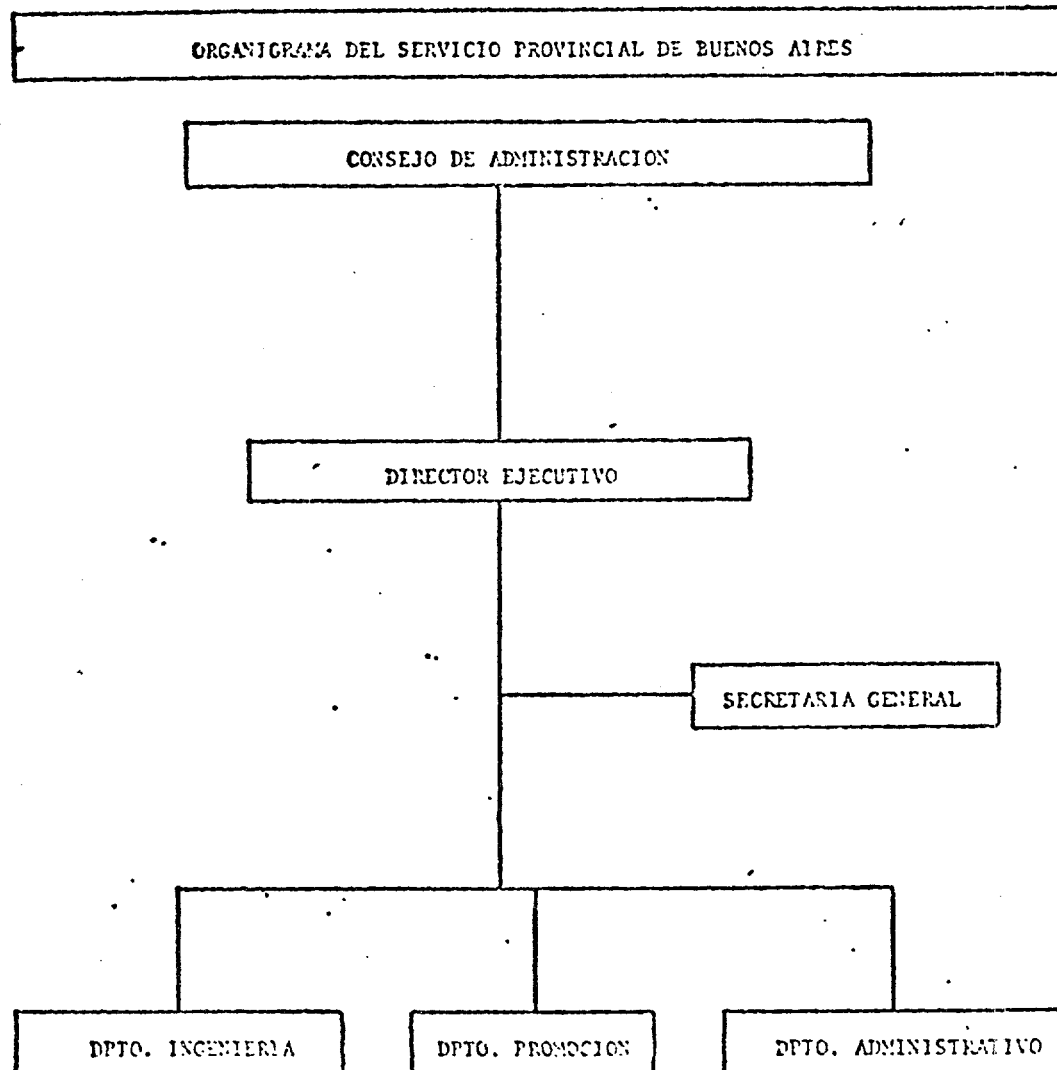 ORGANIGRAMA DEL SERVICIO PROVINCIAL DE BUENOS AIRES
CONSEJO DE ADMINISTRACION
DIRECTOR EJECUTIVO
SECRETARIA GENERAL
DPTO. INGENIERIA DPTO. PROMOCION DPTO. ADMINISTRATIVO